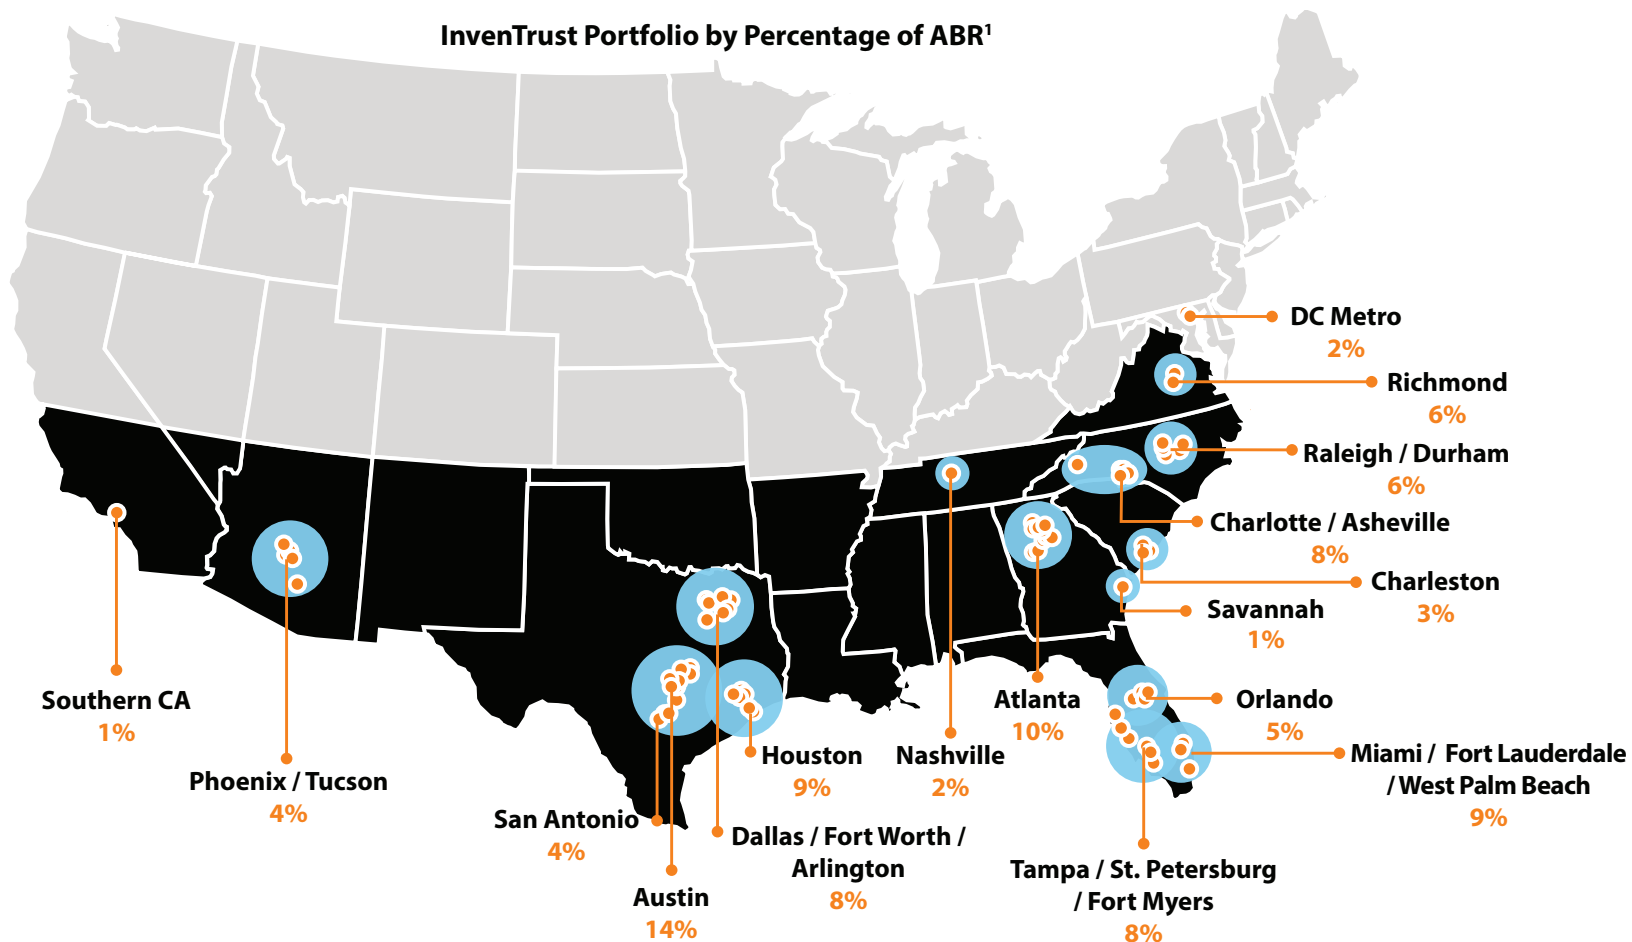 InvenTrust Portfolio by Percentage of ABR¹
DC Metro
2%
Richmond
6%
Raleigh / Durham
6%
Charlotte / Asheville
8%
Charleston
3%
Savannah
1%
Southern CA
1%
Atlanta
10%
Orlando
5%
Phoenix / Tucson
4%
Houston
9%
Nashville
2%
Miami / Fort Lauderdale
/ West Palm Beach
9%
San Antonio
4%
Dallas / Fort Worth /
Arlington
8%
Tampa / St. Petersburg
/ Fort Myers
8%
Austin
14%